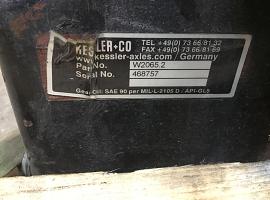 KESSLER+CO TEL +49(0) 73 66/81 32
FAX +49(0) 73 66/81 69
www.kessler-axles.com / Germany
Part No. W2065.2
Serial No. 468757
Gear Oil: SAE 90 per MIL-L-2105 D / API-GL5